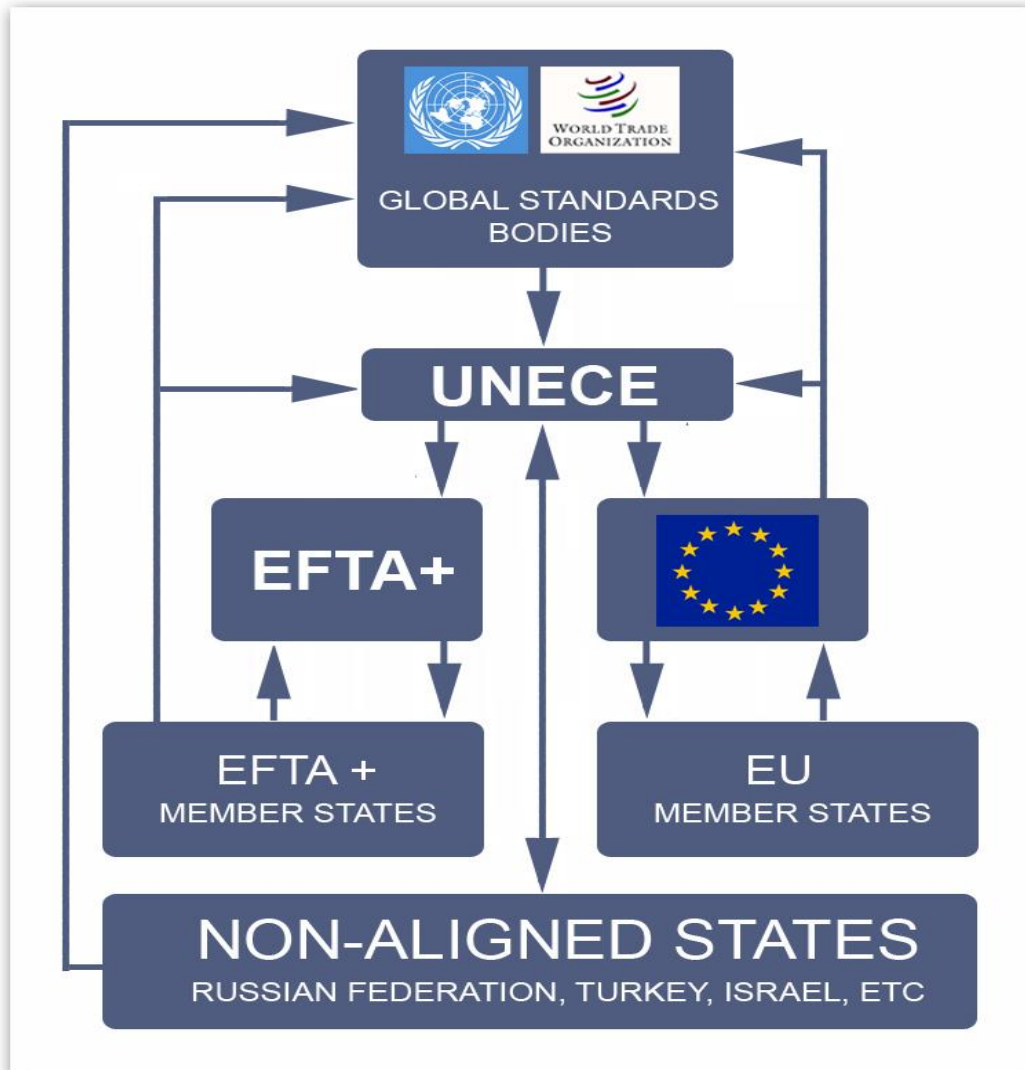 WORLD TRADE
ORGANIZATION
GLOBAL STANDARDS
BODIES
UNECE
EFTA+
EFTA +
MEMBER STATES
EU
MEMBER STATES
NON-ALIGNED STATES
RUSSIAN FEDERATION, TURKEY, ISRAEL, ETC